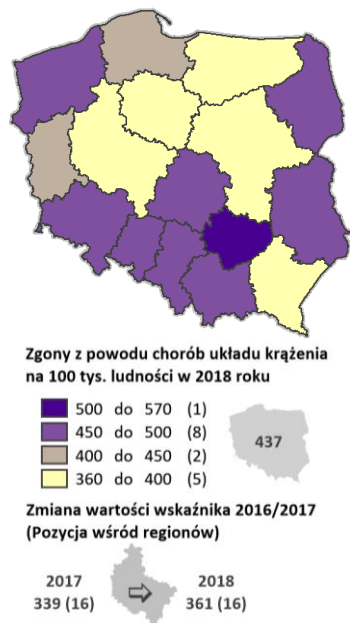 Zgony z powodu chorób układu krążenia
na 100 tys. ludności w 2018 roku
500 do 570 (1)
450 do 500 (8)
400 do 450 (2)
360 do 400 (5)
437
Zmiana wartości wskaźnika 2016/2017
(Pozycja wśród regionów)
2017 2018
339 (16) 361 (16)